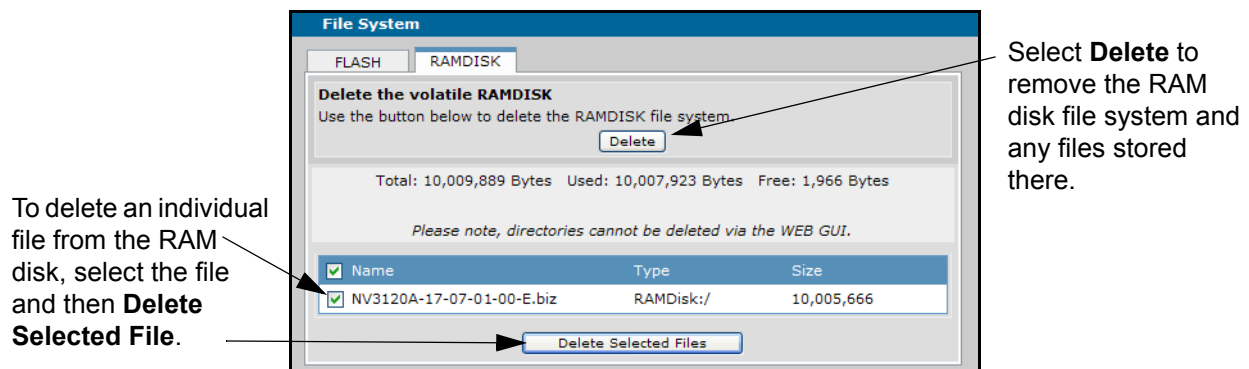 File System
FLASH
RAMDISK
Delete the volatile RAMDISK
Use the button below to delete the RAMDISK file system.
Delete
Total: 10,009,889 Bytes Used: 10,007,923 Bytes Free: 1,966 Bytes
Please note, directories cannot be deleted via the WEB GUI.
Name Type Size
NV3120A-17-07-01-00-E.biz RAMDisk:/ 10,005,666
Delete Selected Files
Select Delete to
remove the RAM
disk file system and
any files stored
there.
To delete an individual
file from the RAM
disk, select the file
and then Delete
Selected File.